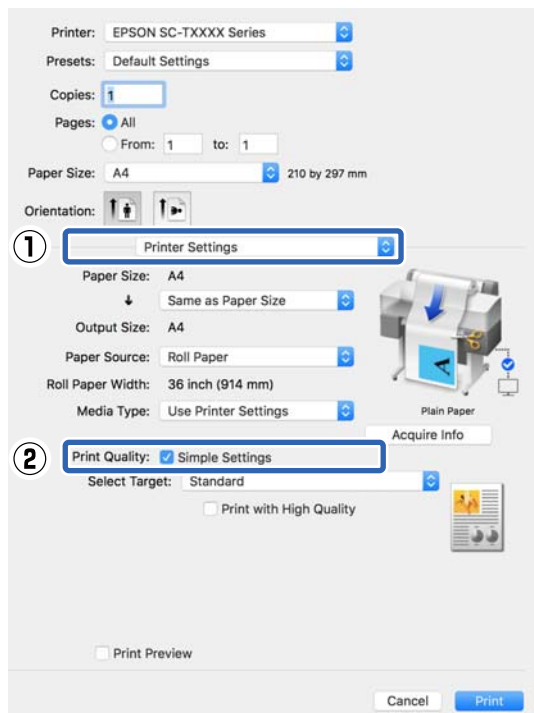 Printer: EPSON SC-TXXXX Series
Presets: Default Settings
Copies: 1
Pages: All
From: 1 to: 1
Paper Size: A4 210 by 297 mm
Orientation:
① Printer Settings
Paper Size: A4
Same as Paper Size
Output Size: A4
Paper Source: Roll Paper
Roll Paper Width: 36 inch (914 mm)
Media Type: Use Printer Settings
Plain Paper
Acquire Info
② Print Quality: Simple Settings
Select Target: Standard
Print with High Quality
Print Preview
Cancel Print